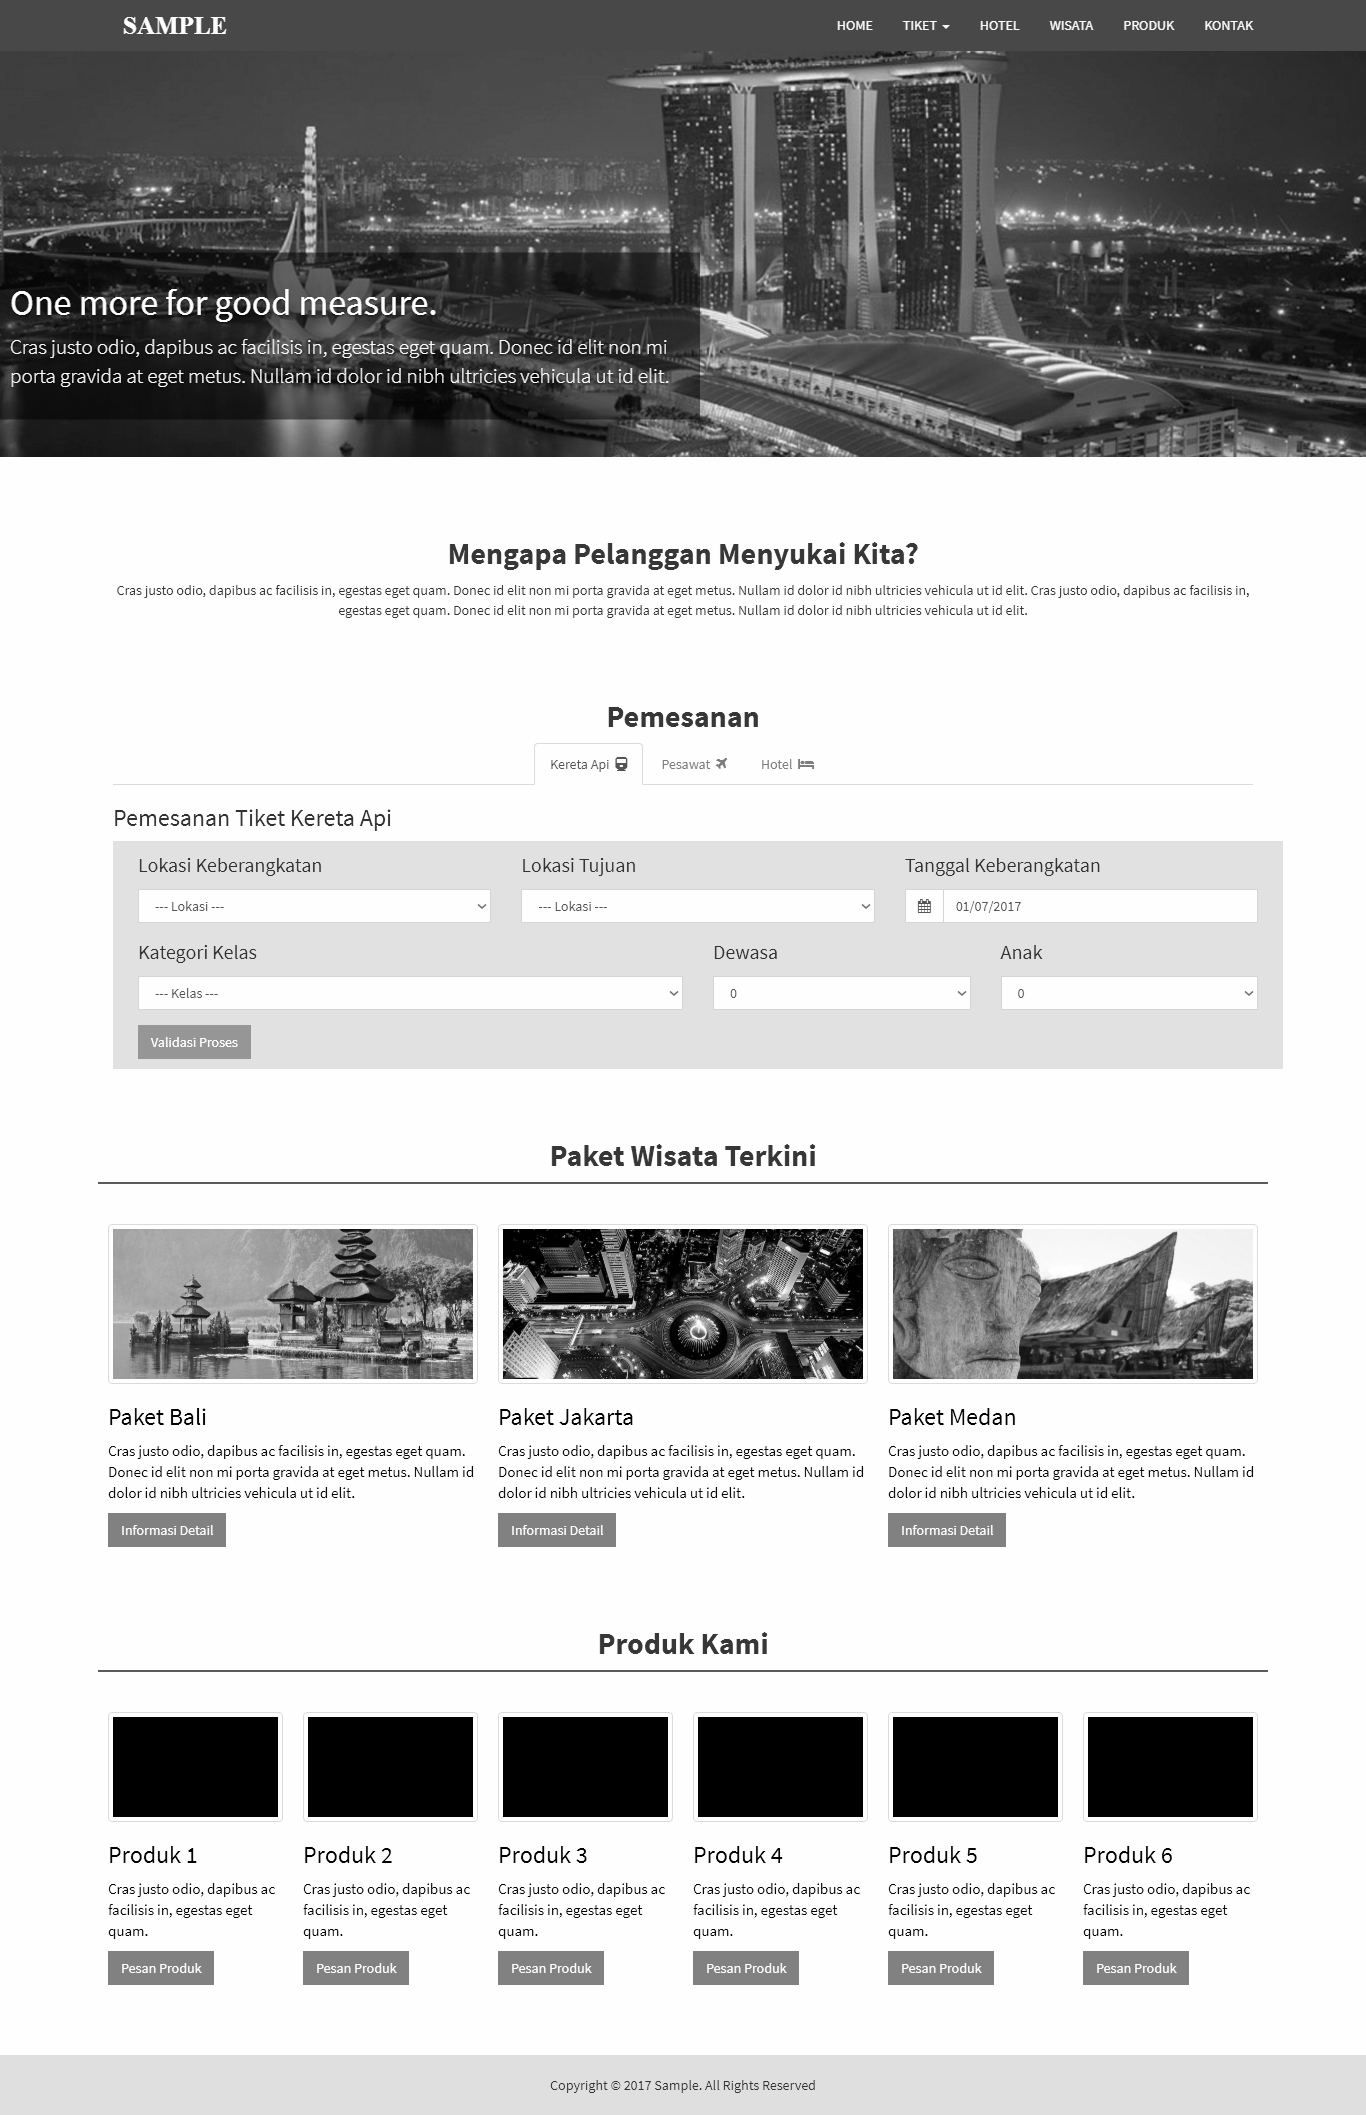 SAMPLE
HOME TIKET HOTEL WISATA PRODUK KONTAK
One more for good measure.
Cras justo odio, dapibus ac facilisis in, egestas eget quam. Donec id elit non mi
porta gravida at eget metus. Nullam id dolor id nibh ultricies vehicula ut id elit.
Mengapa Pelanggan Menyukai Kita?
Cras justo odio, dapibus ac facilisis in, egestas eget quam. Donec id elit non mi porta gravida at eget metus. Nullam id dolor id nibh ultricies vehicula ut id elit. Cras justo odio, dapibus ac facilisis in,
egestas eget quam. Donec id elit non mi porta gravida at eget metus. Nullam id dolor id nibh ultricies vehicula ut id elit.
Pemesanan
Kereta Api Pesawat Hotel
Pemesanan Tiket Kereta Api
Lokasi Keberangkatan Lokasi Tujuan Tanggal Keberangkatan
--- Lokasi --- --- Lokasi --- 01/07/2017
Kategori Kelas Dewasa Anak
--- Kelas --- 0 0
Validasi Proses
Paket Wisata Terkini
Paket Bali
Cras justo odio, dapibus ac facilisis in, egestas eget quam.
Donec id elit non mi porta gravida at eget metus. Nullam id
dolor id nibh ultricies vehicula ut id elit.
Informasi Detail
Paket Jakarta
Cras justo odio, dapibus ac facilisis in, egestas eget quam.
Donec id elit non mi porta gravida at eget metus. Nullam id
dolor id nibh ultricies vehicula ut id elit.
Informasi Detail
Paket Medan
Cras justo odio, dapibus ac facilisis in, egestas eget quam.
Donec id elit non mi porta gravida at eget metus. Nullam id
dolor id nibh ultricies vehicula ut id elit.
Informasi Detail
Produk Kami
Produk 1
Cras justo odio, dapibus ac
facilisis in, egestas eget
quam.
Pesan Produk
Produk 2
Cras justo odio, dapibus ac
facilisis in, egestas eget
quam.
Pesan Produk
Produk 3
Cras justo odio, dapibus ac
facilisis in, egestas eget
quam.
Pesan Produk
Produk 4
Cras justo odio, dapibus ac
facilisis in, egestas eget
quam.
Pesan Produk
Produk 5
Cras justo odio, dapibus ac
facilisis in, egestas eget
quam.
Pesan Produk
Produk 6
Cras justo odio, dapibus ac
facilisis in, egestas eget
quam.
Pesan Produk
Copyright © 2017 Sample. All Rights Reserved